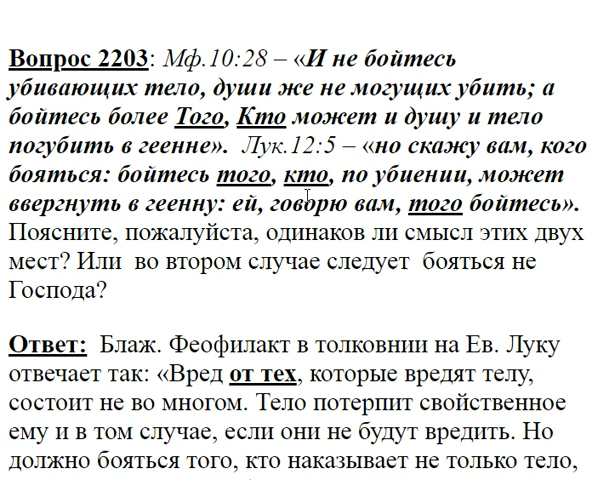 Вопрос 2203: Мф.10:28 – «И не бойтесь
убивающих тело, души же не могущих убить; а
бойтесь более Того, Кто может и душу и тело
погубить в геенне». Лук.12:5 – «но скажу вам, кого
бояться: бойтесь того, кто, по убиении, может
ввергнуть в геенну: ей, говорю вам, того бойтесь».
Поясните, пожалуйста, одинаков ли смысл этих двух
мест? Или во втором случае следует бояться не
Господа?
Ответ: Блаж. Феофилакт в толковнии на Ев. Луку
отвечает так: «Вред от тех, которые вредят телу,
состоит не во многом. Тело потерпит свойственное
ему и в том случае, если они не будут вредить. Но
должно бояться того, кто наказывает не только тело,